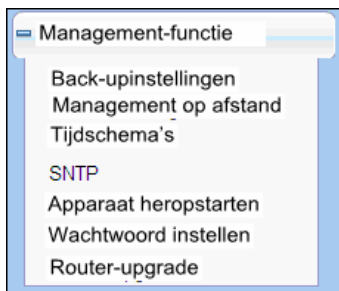 Management-functie
Back-upinstellingen
Management op afstand
Tijdschema's
SNTP
Apparaat heropstarten
Wachtwoord instellen
Router-upgrade